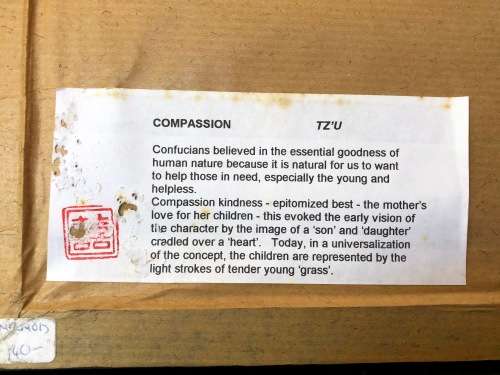 COMPASSION TZ'U
Confucians believed in the essential goodness of
human nature because it is natural for us to want
to help those in need, especially the young and
helpless.
Compassion kindness - epitomized best - the mother's
love for her children - this evoked the early vision of
the character by the image of a 'son' and 'daughter'
cradled over a 'heart'. Today, in a universalization
of the concept, the children are represented by the
light strokes of tender young 'grass'.
囍